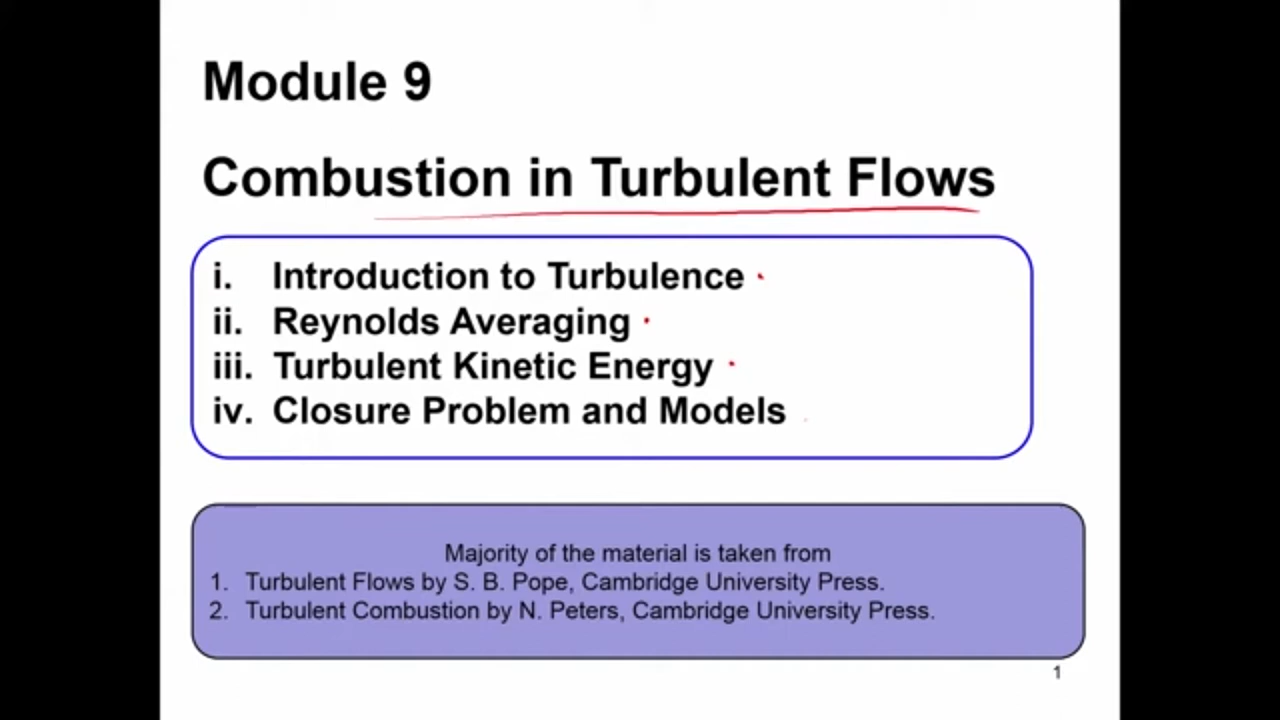 Module 9
Combustion in Turbulent Flows
i. Introduction to Turbulence
ii. Reynolds Averaging
iii. Turbulent Kinetic Energy
iv. Closure Problem and Models
Majority of the material is taken from
1. Turbulent Flows by S. B. Pope, Cambridge University Press.
2. Turbulent Combustion by N. Peters, Cambridge University Press.
1